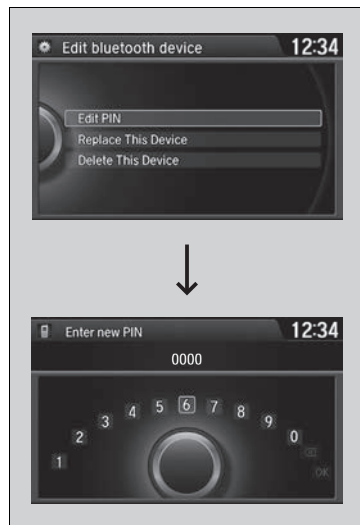 Edit bluetooth device 12:34
Edit PIN
Replace This Device
Delete This Device
Enter new PIN 12:34
0000
1 2 3 4 5 6 7 8 9 0
OK